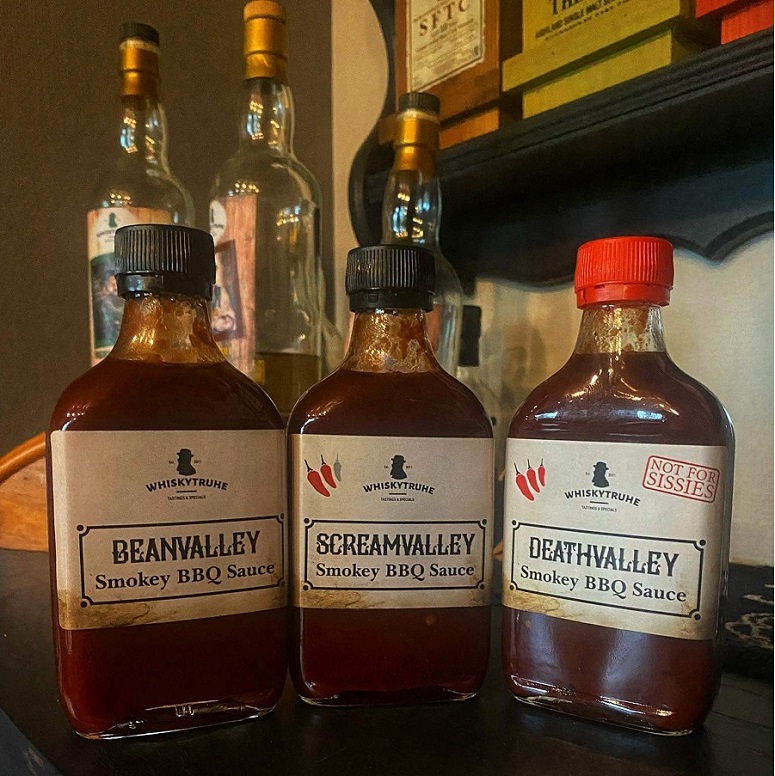 SFTC
WHISKYTRUHE
TASTINGS & SPECIALS
BEANVALLEY
Smokey BBQ Sauce
WHISKYTRUHE
TASTINGS & SPECIALS
SCREAMVALLEY
Smokey BBQ Sauce
WHISKYTRUHE
TASTINGS & SPECIALS
NOT FOR
SISSIES
DEATHVALLEY
Smokey BBQ Sauce